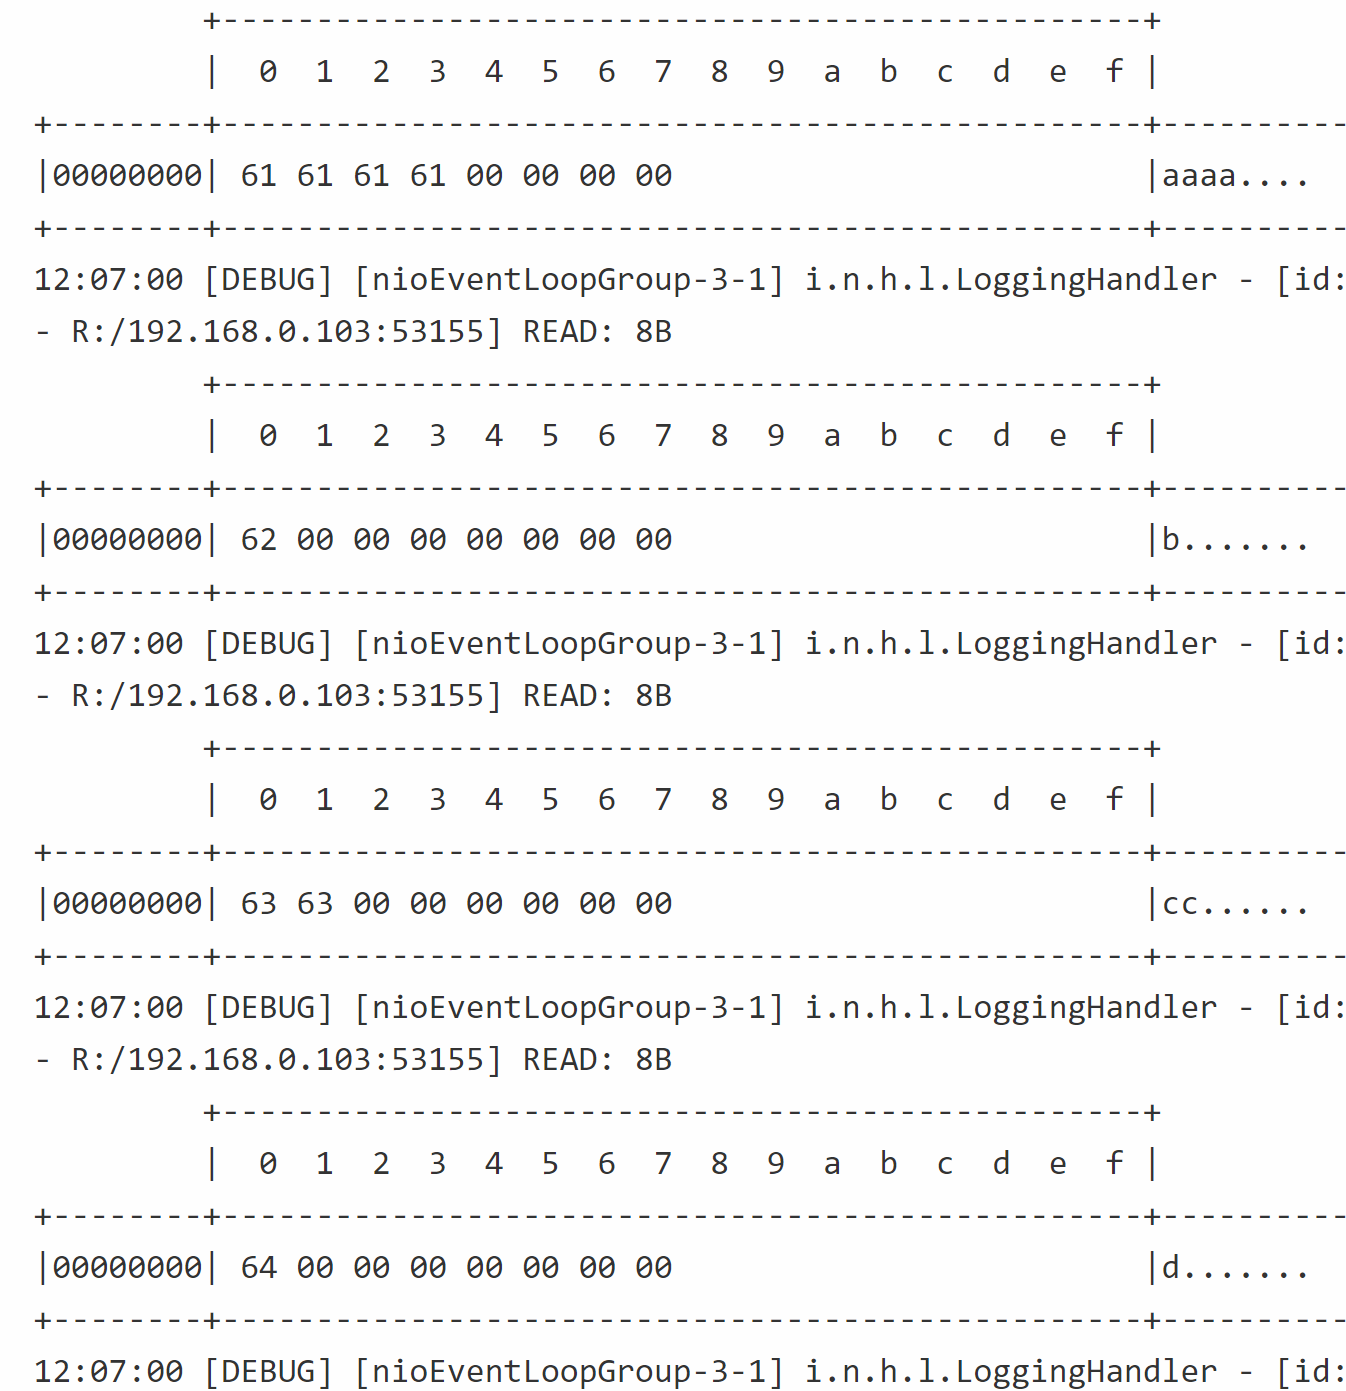 +-------------------------------------------------+
         |  0  1  2  3  4  5  6  7  8  9  a  b  c  d  e  f |
+--------+-------------------------------------------------+----------
|00000000| 61 61 61 61 00 00 00 00                         |aaaa....
+--------+-------------------------------------------------+----------
12:07:00 [DEBUG] [nioEventLoopGroup-3-1] i.n.h.l.LoggingHandler - [id:
- R:/192.168.0.103:53155] READ: 8B
         +-------------------------------------------------+
         |  0  1  2  3  4  5  6  7  8  9  a  b  c  d  e  f |
+--------+-------------------------------------------------+----------
|00000000| 62 00 00 00 00 00 00 00                         |b.......
+--------+-------------------------------------------------+----------
12:07:00 [DEBUG] [nioEventLoopGroup-3-1] i.n.h.l.LoggingHandler - [id:
- R:/192.168.0.103:53155] READ: 8B
         +-------------------------------------------------+
         |  0  1  2  3  4  5  6  7  8  9  a  b  c  d  e  f |
+--------+-------------------------------------------------+----------
|00000000| 63 63 00 00 00 00 00 00                         |cc......
+--------+-------------------------------------------------+----------
12:07:00 [DEBUG] [nioEventLoopGroup-3-1] i.n.h.l.LoggingHandler - [id:
- R:/192.168.0.103:53155] READ: 8B
         +-------------------------------------------------+
         |  0  1  2  3  4  5  6  7  8  9  a  b  c  d  e  f |
+--------+-------------------------------------------------+----------
|00000000| 64 00 00 00 00 00 00 00                         |d.......
+--------+-------------------------------------------------+----------
12:07:00 [DEBUG] [nioEventLoopGroup-3-1] i.n.h.l.LoggingHandler - [id: